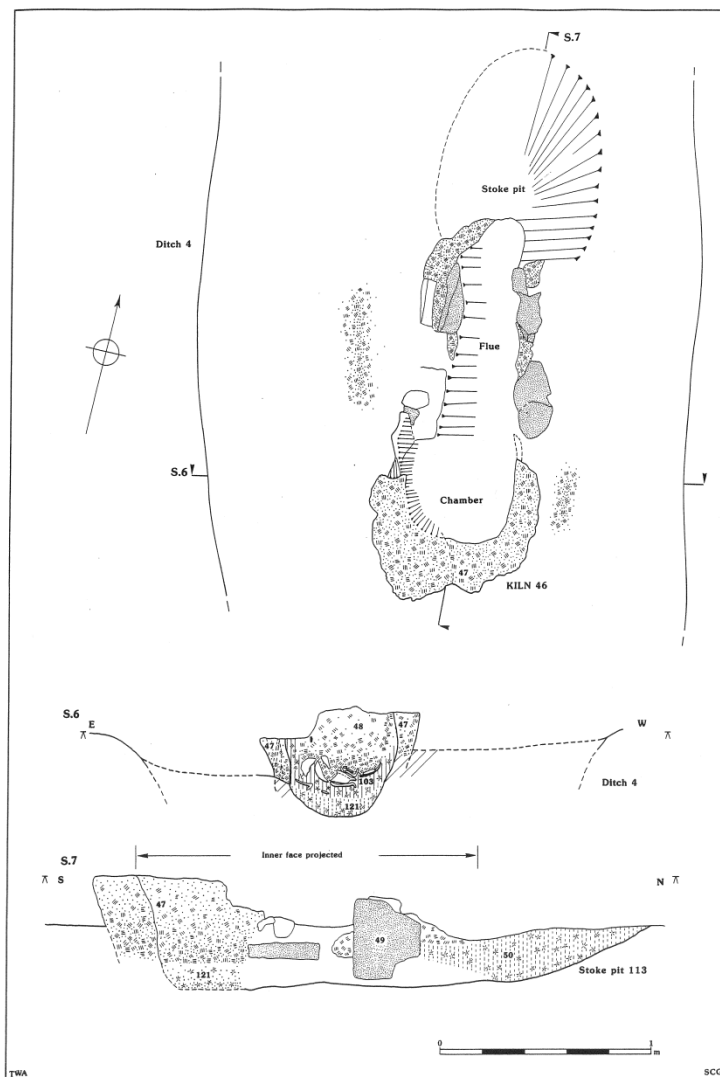 S.7
Stoke pit
Ditch 4
Flue
S.6
Chamber
47
KILN 46
S.6
E
W
48
47
47
103
121
Ditch 4
S.7
Inner face projected
S
N
47
49
50
121
Stoke pit 113
0
1
m
TWA
SCG